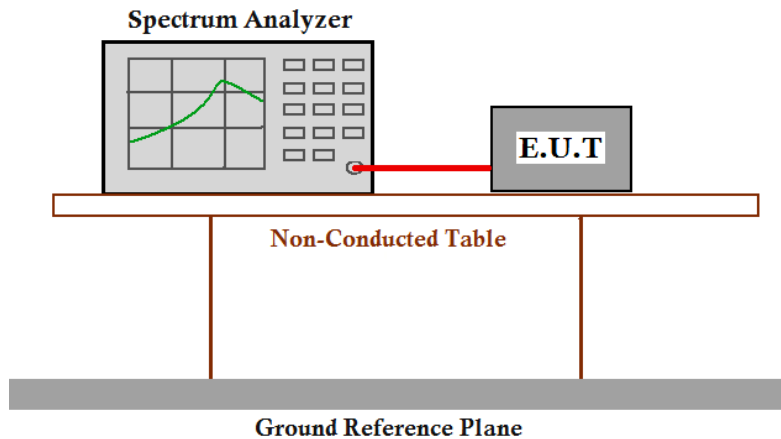 Spectrum Analyzer
E.U.T
Non-Conducted Table
Ground Reference Plane